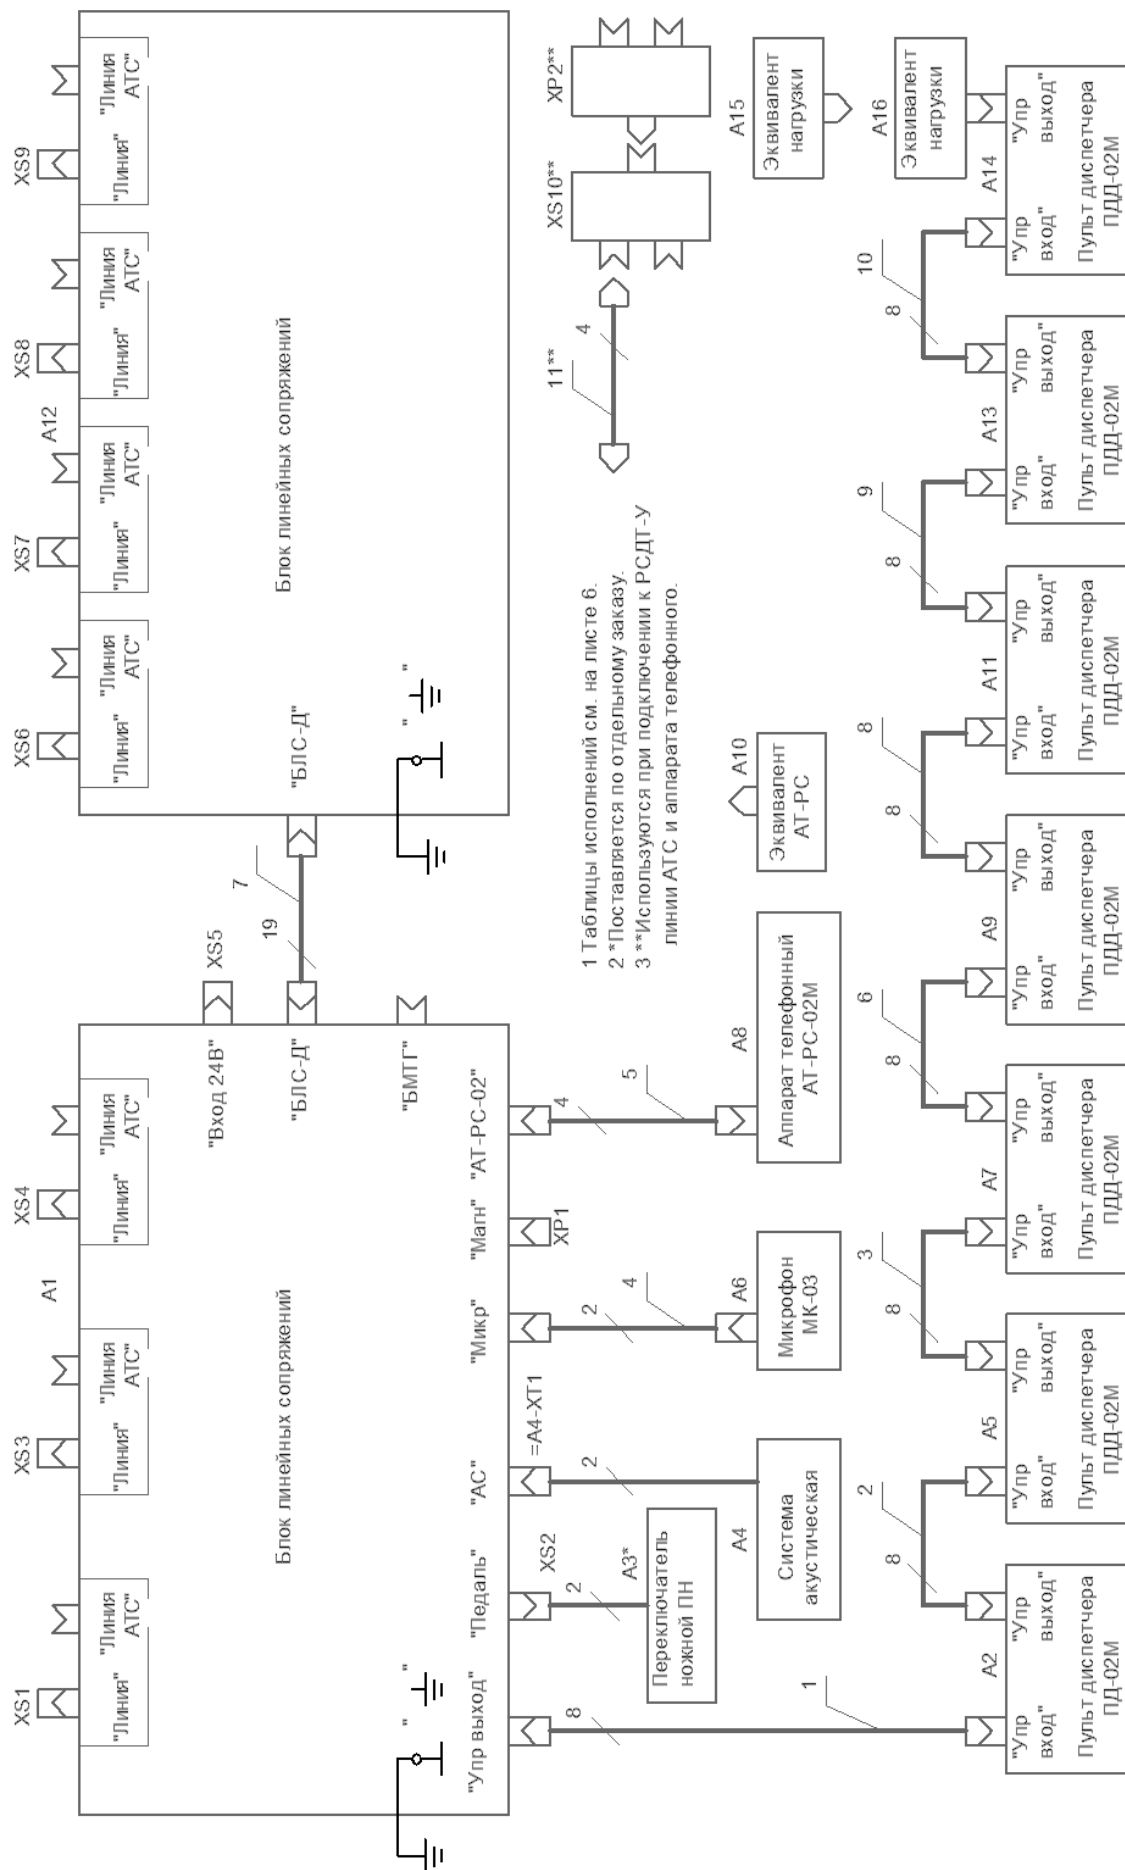 XS1
A1
XS3
XS4
"Линия"
"Линия
АТС"
"Линия"
"Линия
АТС"
"Линия"
"Линия
АТС"
Блок линейных сопряжений
"Вход 24В"
XS5
"БЛС-Д"
19
7
"БМТГ"
" "
"Упр выход"
"Педаль"
"АС"
"Микр"
"Магн"
"АТ-РС-02"
XS2
=A4-XT1
XP1
XS6
XS7
A12
XS8
XS9
"Линия"
"Линия
АТС"
"Линия"
"Линия
АТС"
"Линия"
"Линия
АТС"
"Линия"
"Линия
АТС"
Блок линейных сопряжений
"БЛС-Д"
" "
8
1
2
A3*
Переключатель
ножной ПН
2
A4
Система
акустическая
2
4
A6
Микрофон
МК-03
4
5
A8
Аппарат телефонный
АТ-РС-02М
A10
Эквивалент
АТ-РС
1 Таблицы исполнений см. на листе 6.
2 *Поставляется по отдельному заказу.
3 **Используются при подключении к РСДТ-У
линии АТС и аппарата телефонного.
11**
4
XS10**
XP2**
A15
Эквивалент
нагрузки
A16
Эквивалент
нагрузки
A2
"Упр
вход"
"Упр
выход"
Пульт диспетчера
ПД-02М
8
2
A5
"Упр
вход"
"Упр
выход"
Пульт диспетчера
ПДД-02М
8
3
A7
"Упр
вход"
"Упр
выход"
Пульт диспетчера
ПДД-02М
8
6
A9
"Упр
вход"
"Упр
выход"
Пульт диспетчера
ПДД-02М
8
8
A11
"Упр
вход"
"Упр
выход"
Пульт диспетчера
ПДД-02М
8
9
A13
"Упр
вход"
"Упр
выход"
Пульт диспетчера
ПДД-02М
8
10
A14
"Упр
вход"
"Упр
выход"
Пульт диспетчера
ПДД-02М